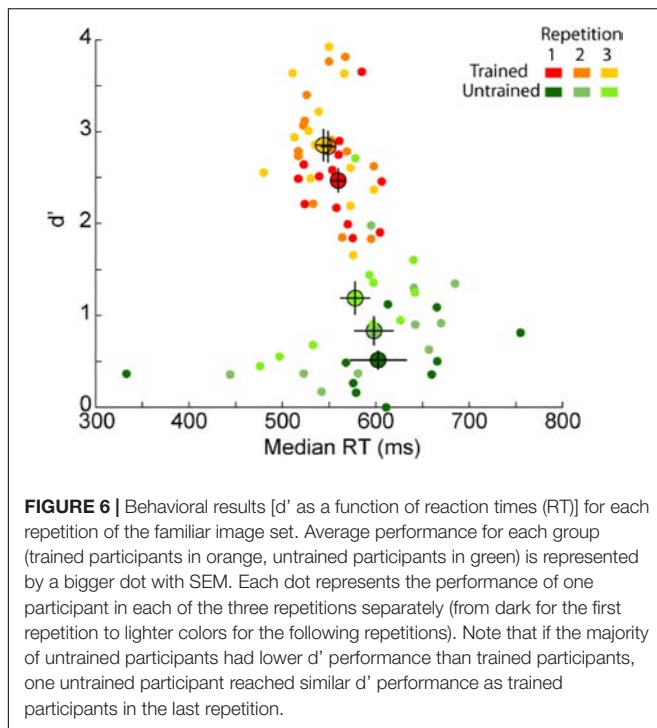 4
3
2
1
0
d'
300 400 500 600 700 800
Median RT (ms)
Repetition
1 2 3
Trained
Untrained
FIGURE 6 | Behavioral results [d' as a function of reaction times (RT)] for each
repetition of the familiar image set. Average performance for each group
(trained participants in orange, untrained participants in green) is represented
by a bigger dot with SEM. Each dot represents the performance of one
participant in each of the three repetitions separately (from dark for the first
repetition to lighter colors for the following repetitions). Note that if the majority
of untrained participants had lower d' performance than trained participants,
one untrained participant reached similar d' performance as trained
participants in the last repetition.